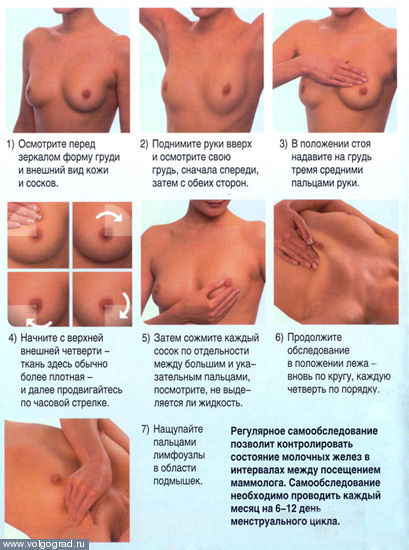 1) Осмотрите перед
зеркалом форму груди
и внешний вид кожи
и сосков.
2) Поднимите руки вверх
и осмотрите свою
грудь, сначала спереди,
затем с обеих сторон.
3) В положении стоя
надавите на грудь
тремя средними
пальцами руки.
4) Начните с верхней
внешней четверти –
ткань здесь обычно
более плотная –
и далее продвигайтесь
по часовой стрелке.
5) Затем сожмите каждый
сосок по отдельности
между большим и ука-
зательным пальцами,
посмотрите, не выде-
ляется ли жидкость.
6) Продолжите
обследование
в положении лежа –
вновь по кругу, каждую
четверть по порядку.
7) Нащупайте
пальцами
лимфоузлы
в области
подмышек.
Регулярное самообследование
позволит контролировать
состояние молочных желез в
интервалах между посещением
маммолога. Самообследование
необходимо проводить каждый
месяц на 6–12 день
менструального цикла.
www.volgograd.ru